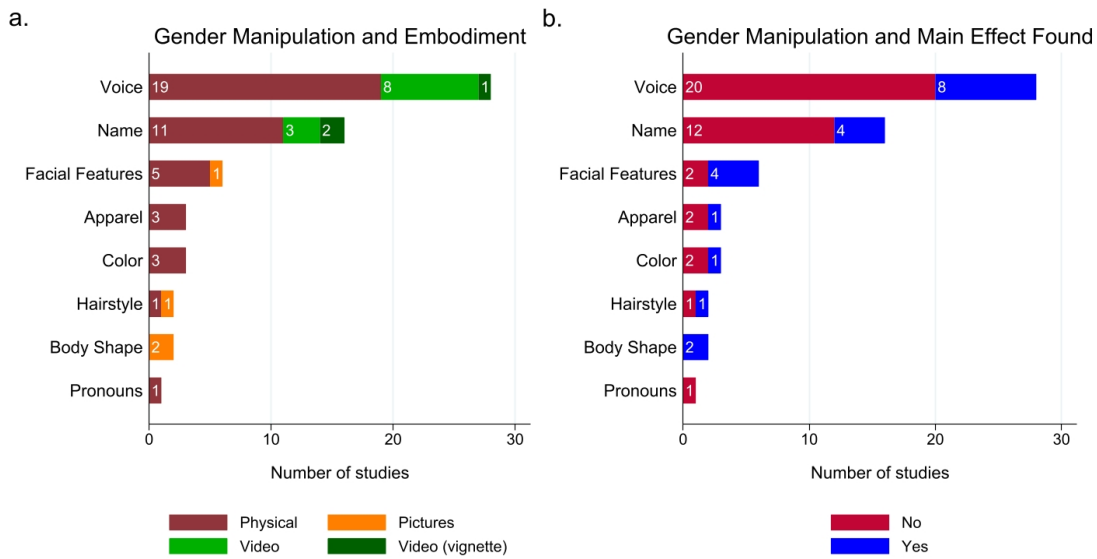 a.
Gender Manipulation and Embodiment
Voice 19 8 1
Name 11 3 2
Facial Features 5 1
Apparel 3
Color 3
Hairstyle 1 1
Body Shape 2
Pronouns 1
0 10 20 30
Number of studies
Physical Pictures
Video Video (vignette)
b.
Gender Manipulation and Main Effect Found
Voice 20 8
Name 12 4
Facial Features 2 4
Apparel 2 1
Color 2 1
Hairstyle 1 1
Body Shape 2
Pronouns 1
0 10 20 30
Number of studies
No
Yes